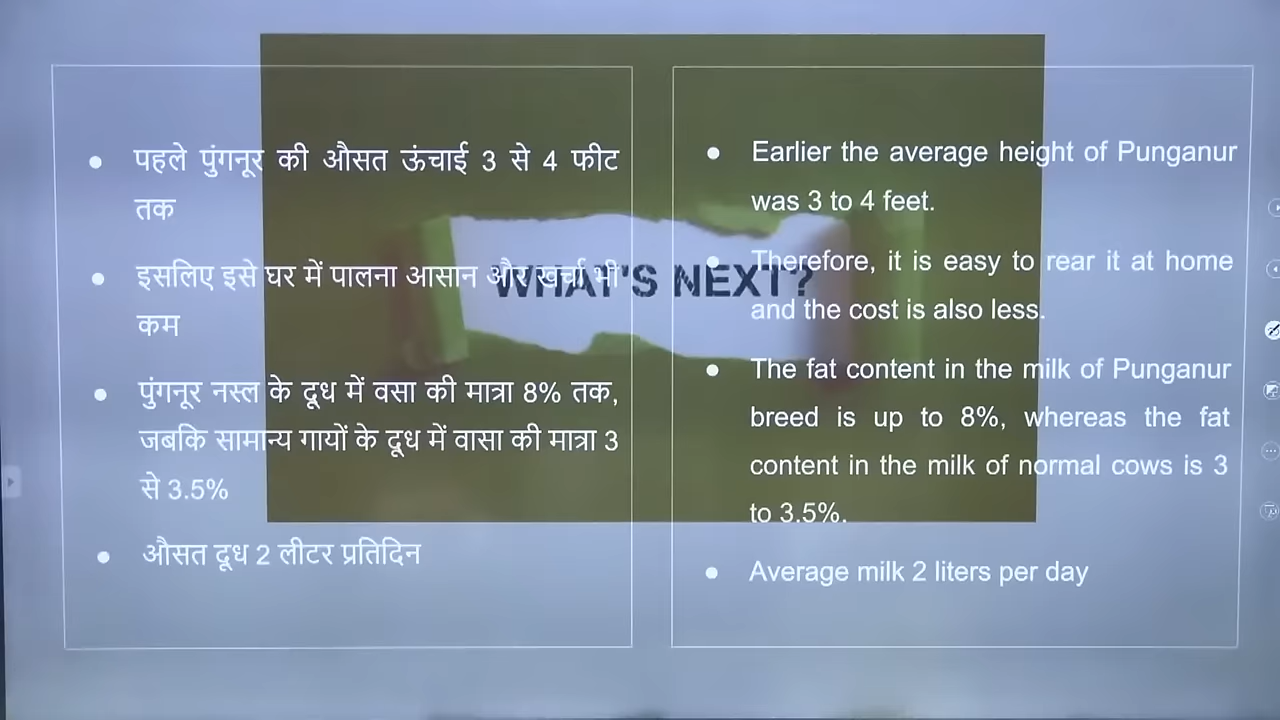 पहले पुंगनूर की औसत ऊंचाई 3 से 4 फीट
तक
इसलिए इसे घर में पालना आसान और खर्चा भी
कम
पुंगनूर नस्ल के दूध में वसा की मात्रा 8% तक,
जबकि सामान्य गायों के दूध में वासा की मात्रा 3
से 3.5%
औसत दूध 2 लीटर प्रतिदिन
WHAT'S NEXT?
Earlier the average height of Punganur
was 3 to 4 feet.
Therefore, it is easy to rear it at home
and the cost is also less.
The fat content in the milk of Punganur
breed is up to 8%, whereas the fat
content in the milk of normal cows is 3
to 3.5%.
Average milk 2 liters per day